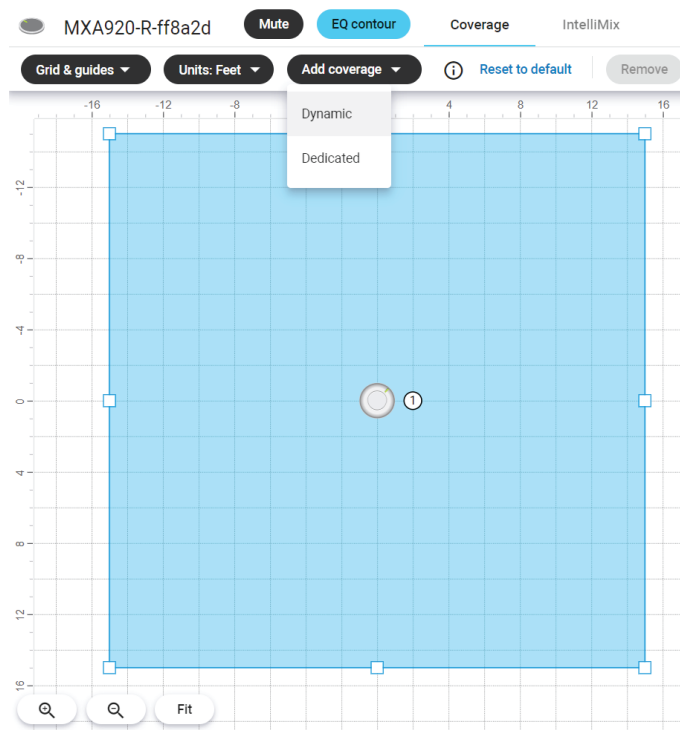 MXA920-R-ff8a2d Mute EQ contour Coverage IntelliMix
Grid & guides Units: Feet Add coverage Reset to default Remove
-16 -12 -8 4 8 12 16
Dynamic
Dedicated
-12
-8
-4
0
1
4
8
12
16
Fit